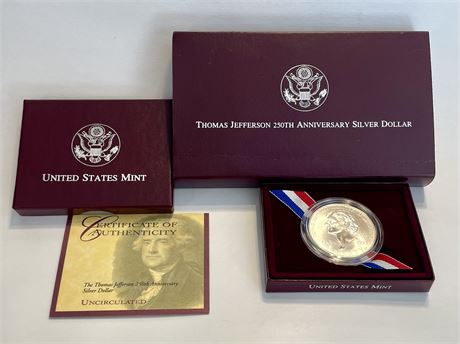 Thomas Jefferson 250th Anniversary Silver Dollar
United States Mint
Certificate of
Authenticity
The Thomas Jefferson 250th Anniversary
Silver Dollar
Uncirculated
United States Mint